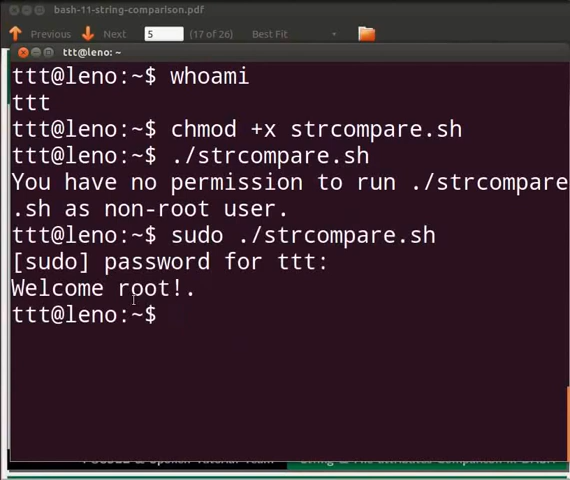 bash-11-string-comparison.pdf
Previous Next 5 (17 of 26) Best Fit
ttt@leno: ~
ttt@leno:~$ whoami
ttt
ttt@leno:~$ chmod +x strcompare.sh
ttt@leno:~$ ./strcompare.sh
You have no permission to run ./strcompare
.sh as non-root user.
ttt@leno:~$ sudo ./strcompare.sh
[sudo] password for ttt:
Welcome root!.
ttt@leno:~$